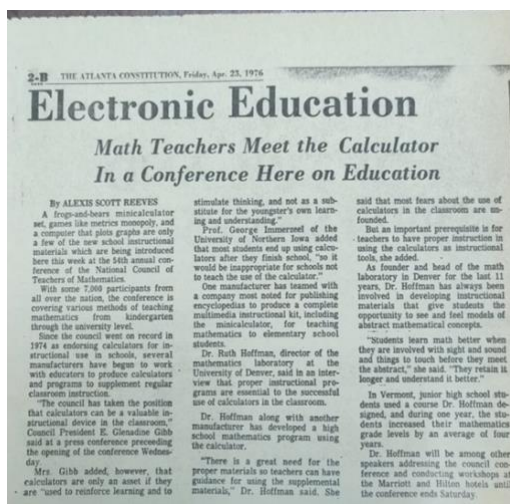 2-B THE ATLANTA CONSTITUTION, Friday, Apr. 23, 1976
Electronic Education
Math Teachers Meet the Calculator
In a Conference Here on Education
By ALEXIS SCOTT REEVES
A frogs-and-bears minicalculator
set, games like metrics monopoly, and
a computer that plots graphs are only
a few of the new school instructional
materials which are being introduced
here this week at the 54th annual con-
ference of the National Council of
Teachers of Mathematics.
With some 7,000 participants from
all over the nation, the conference is
covering various methods of teaching
mathematics from kindergarten
through the university level.
Since the council went on record in
1974 as endorsing calculators for in-
structional use in schools, several
manufacturers have begun to work
with educators to produce calculators
and programs to supplement regular
classroom instruction.
"The council has taken the position
that calculators can be a valuable in-
structional device in the classroom,"
Council President E. Glenadine Gibb
said at a press conference preceeding
the opening of the conference Wednes-
day.
Mrs. Gibb added, however, that
calculators are only an asset if they
are "used to reinforce learning and to
stimulate thinking, and not as a sub-
stitute for the youngster's own learn-
ing and understanding."
Prof. George Immerzeel of the
University of Northern Iowa added
that most students end up using calcu-
lators after they finish school, "so it
would be inappropriate for schools not
to teach the use of the calculator."
One manufacturer has teamed with
a company most noted for publishing
encyclopedias to produce a complete
multimedia instructional kit, including
the minicalculator, for teaching
mathematics to elementary school
students.
Dr. Ruth Hoffman, director of the
mathematics laboratory at the
University of Denver, said in an inter-
view that proper instructional pro-
grams are essential to the successful
use of calculators in the classroom.
Dr. Hoffman along with another
manufacturer has developed a high
school mathematics program using
the calculator.
"There is a great need for the
proper materials so teachers can have
guidance for using the supplemental
materials," Dr. Hoffman said. She
said that most fears about the use of
calculators in the classroom are un-
founded.
But an important prerequisite is for
teachers to have proper instruction in
using the calculators as instructional
tools, she added.
As founder and head of the math
laboratory in Denver for the last 11
years, Dr. Hoffman has always been
involved in developing instructional
materials that give students the
opportunity to see and feel models of
abstract mathematical concepts.
"Students learn math better when
they are involved with sight and sound
and things to touch before they meet
the abstract," she said. "They retain it
longer and understand it better."
In Vermont, junior high school stu-
dents used a course Dr. Hoffman de-
signed, and during one year, the stu-
dents increased their mathematics
grade levels by an average of four
years.
Dr. Hoffman will be among other
speakers addressing the council con-
ference and conducting workshops at
the Marriott and Hilton hotels until
the conference ends Saturday.